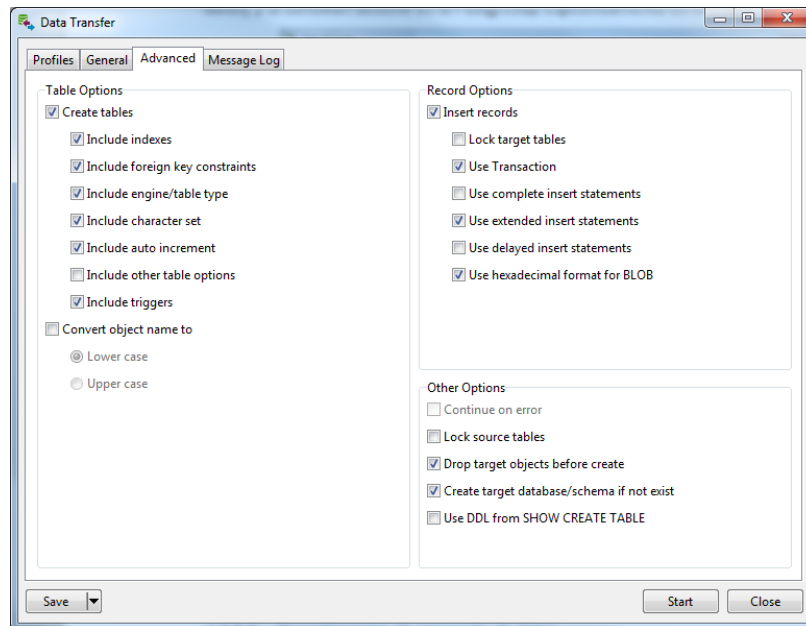 Data Transfer
Profiles General Advanced Message Log
Table Options
Create tables
Include indexes
Include foreign key constraints
Include engine/table type
Include character set
Include auto increment
Include other table options
Include triggers
Convert object name to
Lower case
Upper case
Record Options
Insert records
Lock target tables
Use Transaction
Use complete insert statements
Use extended insert statements
Use delayed insert statements
Use hexadecimal format for BLOB
Other Options
Continue on error
Lock source tables
Drop target objects before create
Create target database/schema if not exist
Use DDL from SHOW CREATE TABLE
Save Start Close